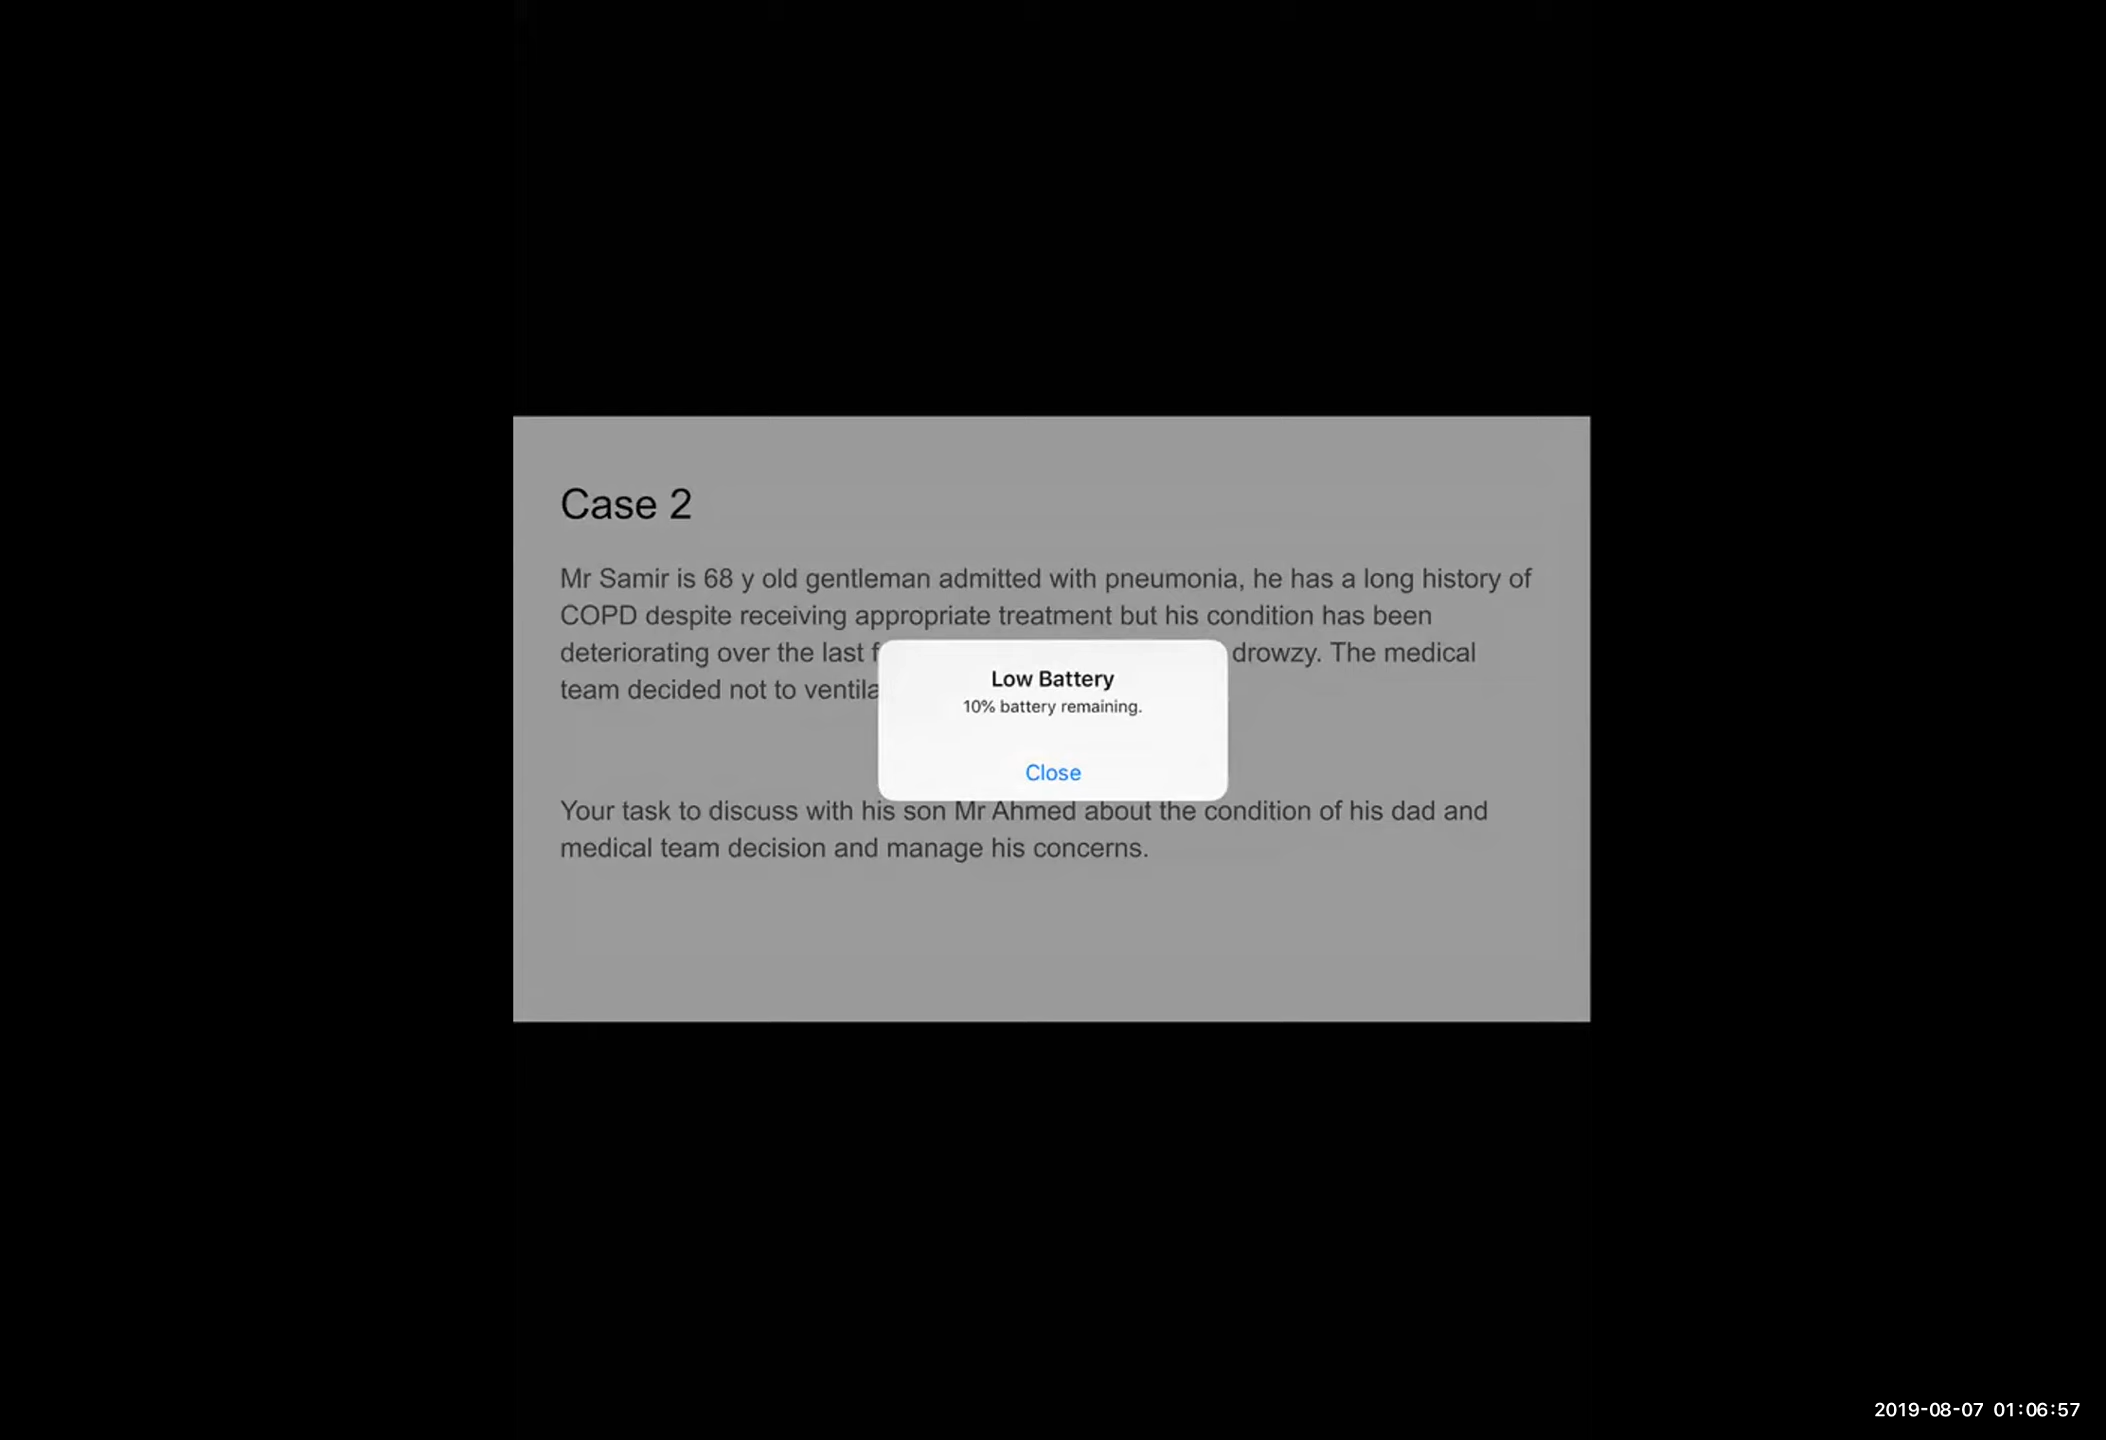 Case 2
Mr Samir is 68 y old gentleman admitted with pneumonia, he has a long history of
COPD despite receiving appropriate treatment but his condition has been
deteriorating over the last drowzy. The medical
team decided not to
Low Battery
10% battery remaining.
Close
Your task to discuss with his son Mr Ahmed about the condition of his dad and
medical team decision and manage his concerns.
2019-08-07 01:06:57